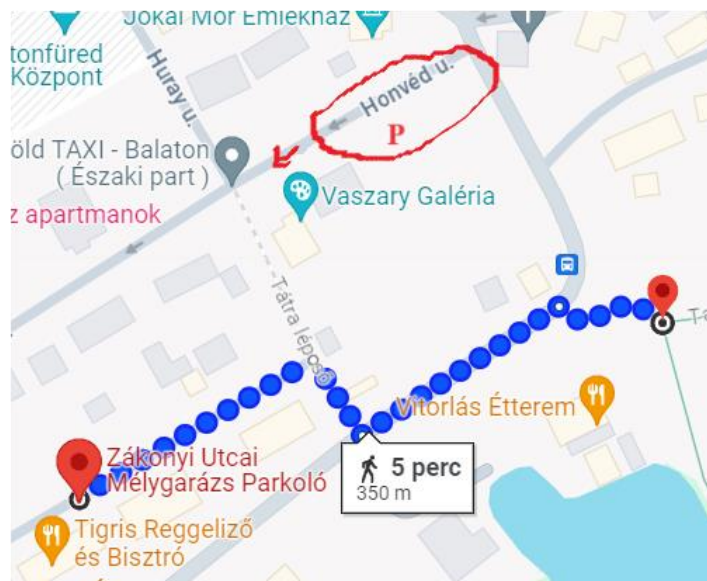 Jókai Mór Emlékház
tonfüred
Központ
Huray u.
Honvéd u.
P
öld TAXI - Balaton
( Északi part )
Vaszary Galéria
z apartmanok
Tátra lépcső
Ta
Vitorlás Étterem
5 perc
350 m
Zákonyi Utcai
Mélygarázs Parkoló
Tigris Reggeliző
és Bisztró